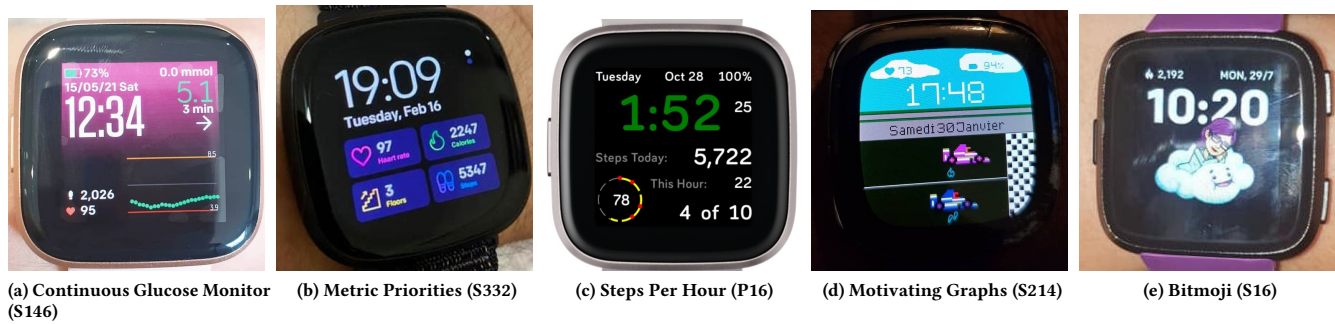 73% 0.0 mmol
15/05/21 Sat 5.1
12:34 3 min
8.5
2,026
95 3.9
19:09
Tuesday, Feb 16
97 2247
Heart rate Calories
3 5347
Floors Steps
Tuesday Oct 28 100%
1:52 25
Steps Today: 5,722
This Hour: 22
78 4 of 10
73 94%
17:48
Samedi 30 Janvier
2,192 MON, 29/7
10:20
(a) Continuous Glucose Monitor
(S146)
(b) Metric Priorities (S332)
(c) Steps Per Hour (P16)
(d) Motivating Graphs (S214)
(e) Bitmoji (S16)